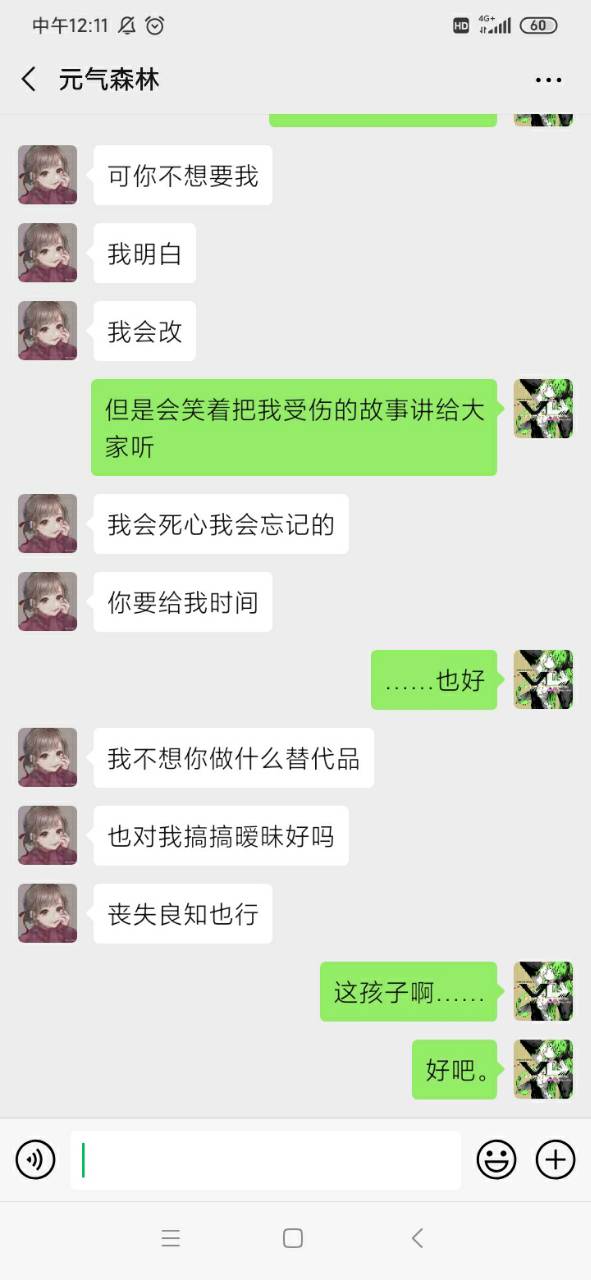 中午12:11
HD 4G+ 60
元气森林
可你不想要我
我明白
我会改
但是会笑着把我受伤的故事讲给大
家听
我会死心我会忘记的
你要给我时间
......也好
我不想你做什么替代品
也对我搞搞暧昧好吗
丧失良知也行
这孩子啊......
好吧。